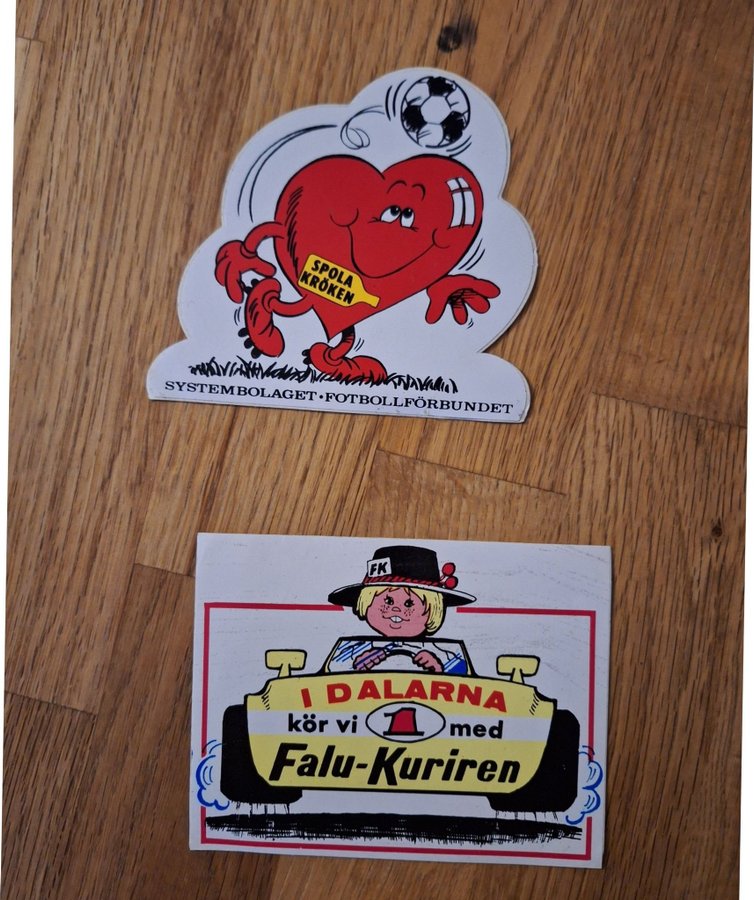 SPOLA
KRÖKEN
SYSTEMBOLAGET·FOTBOLLFÖRBUNDET
FK
I DALARNA
kör vi 1 med
Falu-Kuriren